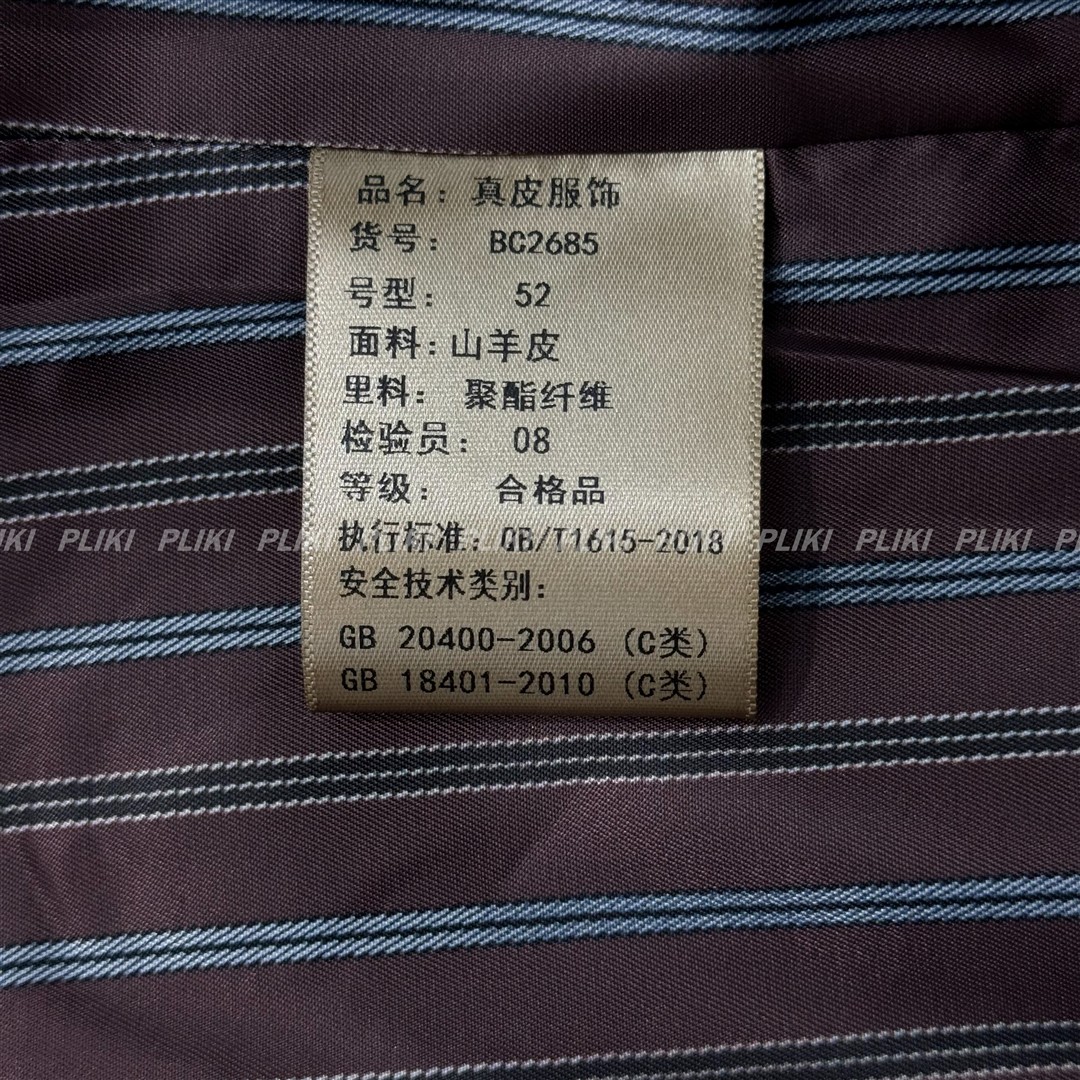 品名：真皮服饰
货号： BC2685
号型： 52
面料：山羊皮
里料： 聚酯纤维
检验员： 08
等级： 合格品
执行标准：QB/T1615-2018
PLIKI PLIKI PLIKI PLIKI PLIKI PLIKI PLIKI PLIKI PLIKI
安全技术类别：
GB 20400-2006 (C类)
GB 18401-2010 (C类)